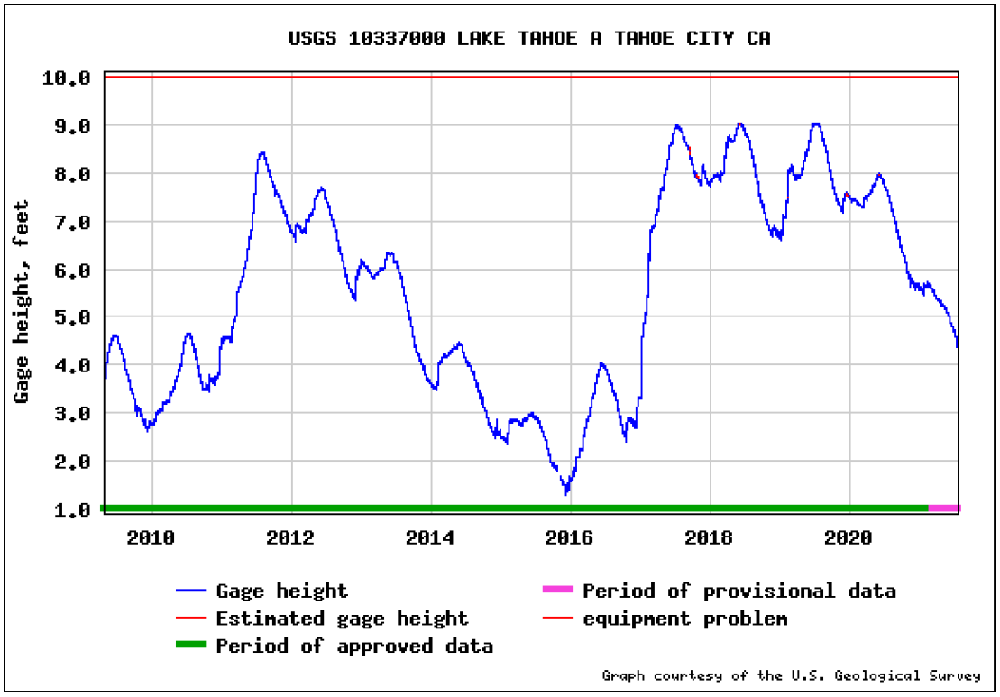 USGS 10337000 LAKE TAHOE A TAHOE CITY CA
Gage height, feet
10.0
9.0
8.0
7.0
6.0
5.0
4.0
3.0
2.0
1.0
2010 2012 2014 2016 2018 2020
Gage height
Period of provisional data
Estimated gage height
equipment problem
Period of approved data
Graph courtesy of the U.S. Geological Survey